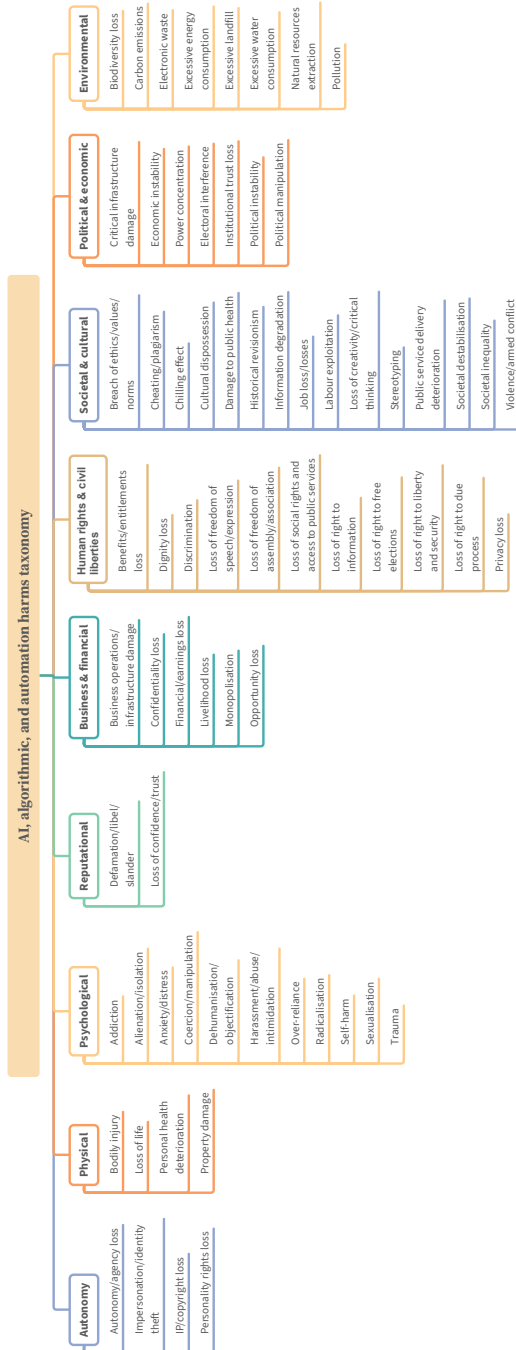 AI, algorithmic, and automation harms taxonomy
Autonomy
Autonomy/agency loss
Impersonation/identity
theft
IP/copyright loss
Personality rights loss
Physical
Bodily injury
Loss of life
Personal health
deterioration
Property damage
Psychological
Addiction
Alienation/isolation
Anxiety/distress
Coercion/manipulation
Dehumanisation/
objectification
Harassment/abuse/
intimidation
Over-reliance
Radicalisation
Self-harm
Sexualisation
Trauma
Reputational
Defamation/libel/
slander
Loss of confidence/trust
Business & financial
Business operations/
infrastructure damage
Confidentiality loss
Financial/earnings loss
Livelihood loss
Monopolisation
Opportunity loss
Human rights & civil
liberties
Benefits/entitlements
loss
Dignity loss
Discrimination
Loss of freedom of
speech/expression
Loss of freedom of
assembly/association
Loss of social rights and
access to public services
Loss of right to
information
Loss of right to free
elections
Loss of right to liberty
and security
Loss of right to due
process
Privacy loss
Societal & cultural
Breach of ethics/values/
norms
Cheating/plagiarism
Chilling effect
Cultural dispossession
Damage to public health
Historical revisionism
Information degradation
Job loss/losses
Labour exploitation
Loss of creativity/critical
thinking
Stereotyping
Public service delivery
deterioration
Societal destabilisation
Societal inequality
Violence/armed conflict
Political & economic
Critical infrastructure
damage
Economic instability
Power concentration
Electoral interference
Institutional trust loss
Political instability
Political manipulation
Environmental
Biodiversity loss
Carbon emissions
Electronic waste
Excessive energy
consumption
Excessive landfill
Excessive water
consumption
Natural resources
extraction
Pollution